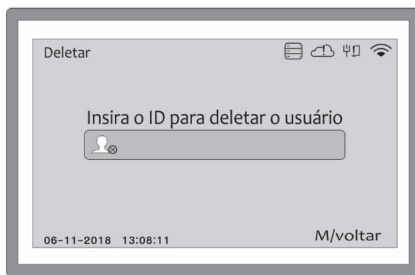 Deletar
Insira o ID para deletar o usuário
06-11-2018 13:08:11
M/voltar